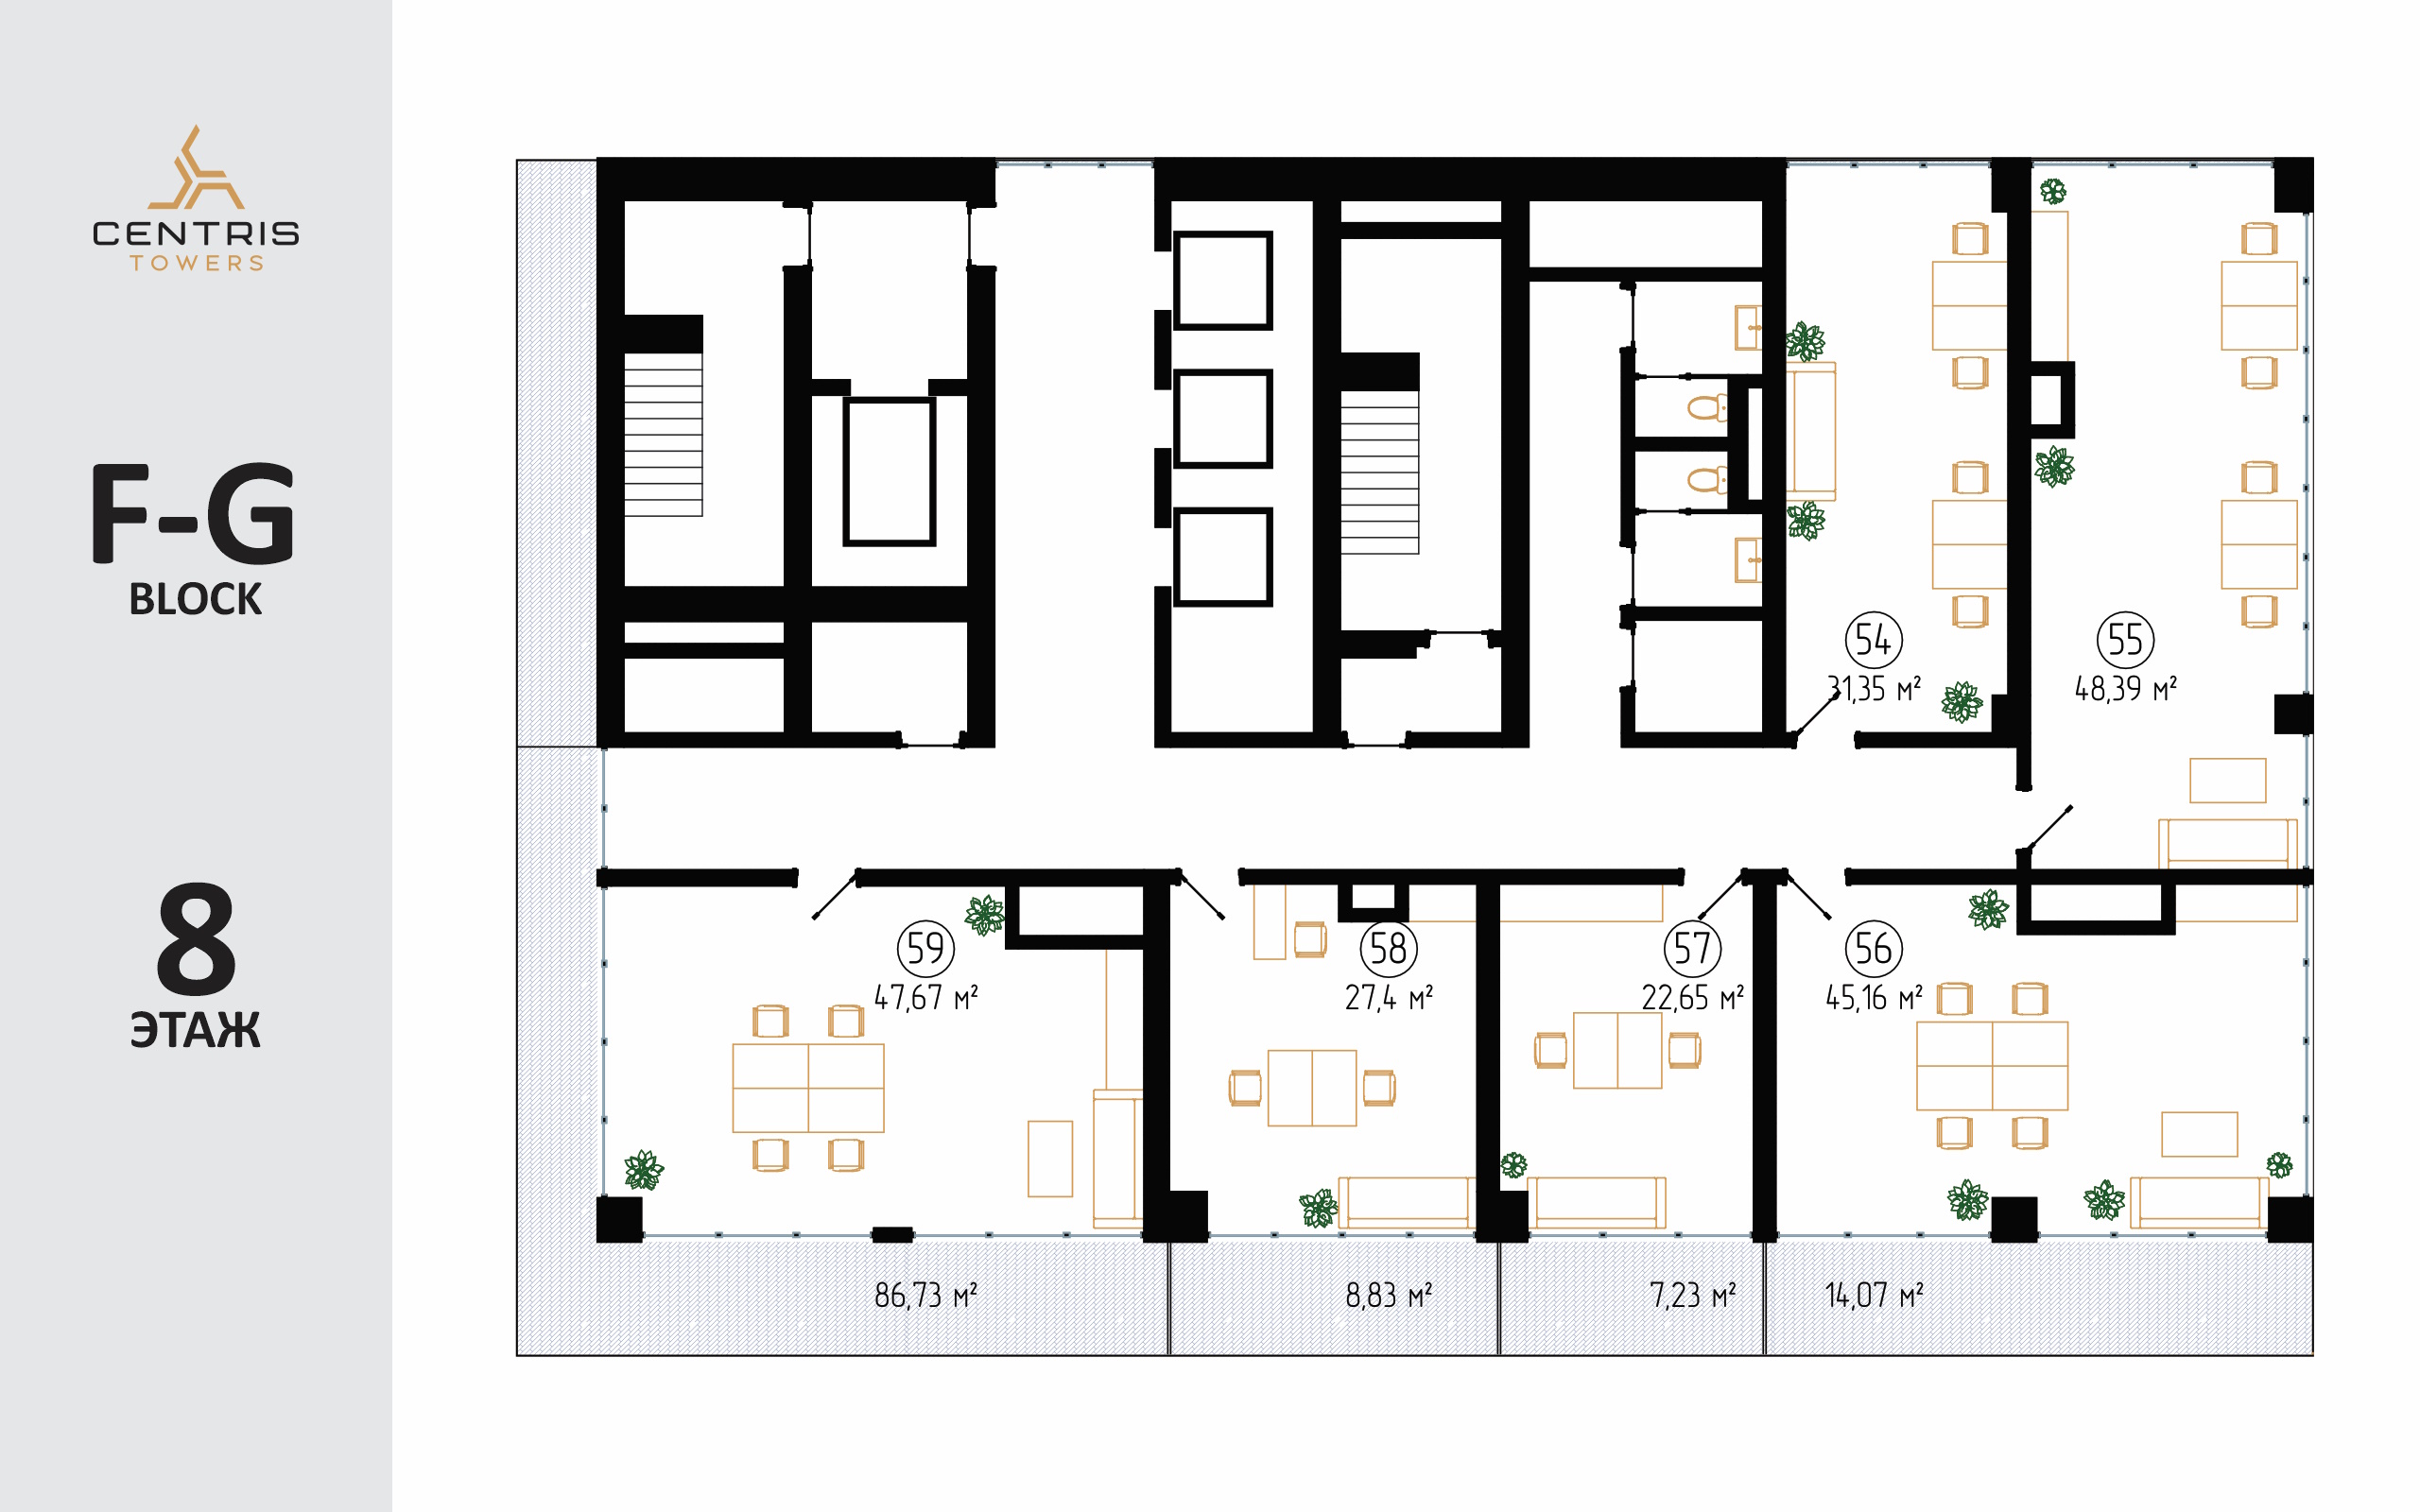 CENTRIS
TOWERS
F-G
BLOCK
8
ЭТАЖ
54
31,35 м²
55
48,39 м²
59
47,67 м²
58
27,4 м²
57
22,65 м²
56
45,16 м²
86,73 м²
8,83 м²
7,23 м²
14,07 м²